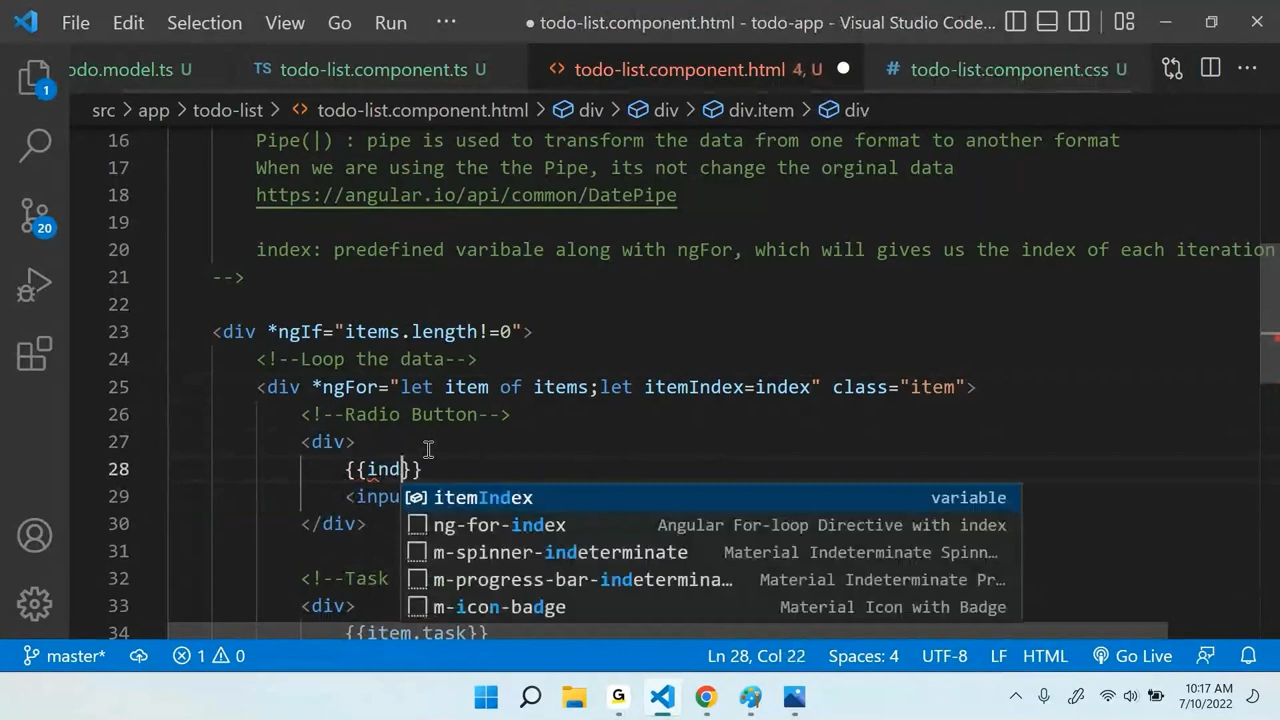 File Edit Selection View Go Run ··· ● todo-list.component.html - todo-app - Visual Studio Code...
odo.model.ts U TS todo-list.component.ts U <> todo-list.component.html 4, U # todo-list.component.css U ···
src > app > todo-list > <> todo-list.component.html > div > div > div.item > div
16 Pipe(|) : pipe is used to transform the data from one format to another format
17 When we are using the the Pipe, its not change the orginal data
18 https://angular.io/api/common/DatePipe
19
20 index: predefined varibale along with ngFor, which will gives us the index of each iteration
21 -->
22
23 <div *ngIf="items.length!=0">
24 <!--Loop the data-->
25 <div *ngFor="let item of items;let itemIndex=index" class="item">
26 <!--Radio Button-->
27 <div>
28 {{ind}}
29 <inpu itemIndex variable
30 </div> ng-for-index Angular For-loop Directive with index
31 m-spinner-indeterminate Material Indeterminate Spinn...
32 <!--Task m-progress-bar-indetermina... Material Indeterminate Pr...
33 <div> m-icon-badge Material Icon with Badge
34 {{item.task}}
1
20
master* 1 0 Ln 28, Col 22 Spaces: 4 UTF-8 LF HTML Go Live
G 10:17 AM
7/10/2022